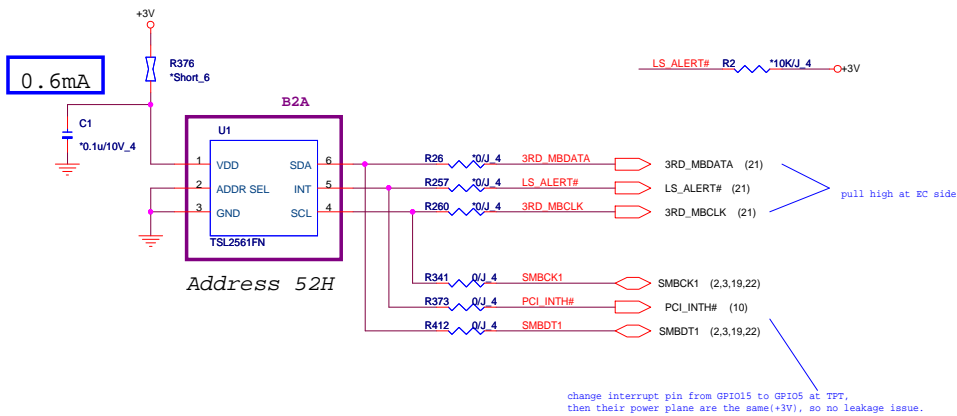 +3V
R376
*Short_6
0.6mA
C1
*0.1u/10V_4
B2A
U1
1 VDD SDA 6
2 ADDR SEL INT 5
3 GND SCL 4
TSL2561FN
Address 52H
LS_ALERT# R2 *10K/J_4 +3V
R26 *0/J_4 3RD_MBDATA 3RD_MBDATA (21)
R257 *0/J_4 LS_ALERT# LS_ALERT# (21)
R260 *0/J_4 3RD_MBCLK 3RD_MBCLK (21)
pull high at EC side
R341 0/J_4 SMBCK1 SMBCK1 (2,3,19,22)
R373 0/J_4 PCI_INTH# PCI_INTH# (10)
R412 0/J_4 SMBDT1 SMBDT1 (2,3,19,22)
change interrupt pin from GPIO15 to GPIO5 at TPT,
then their power plane are the same(+3V), so no leakage issue.